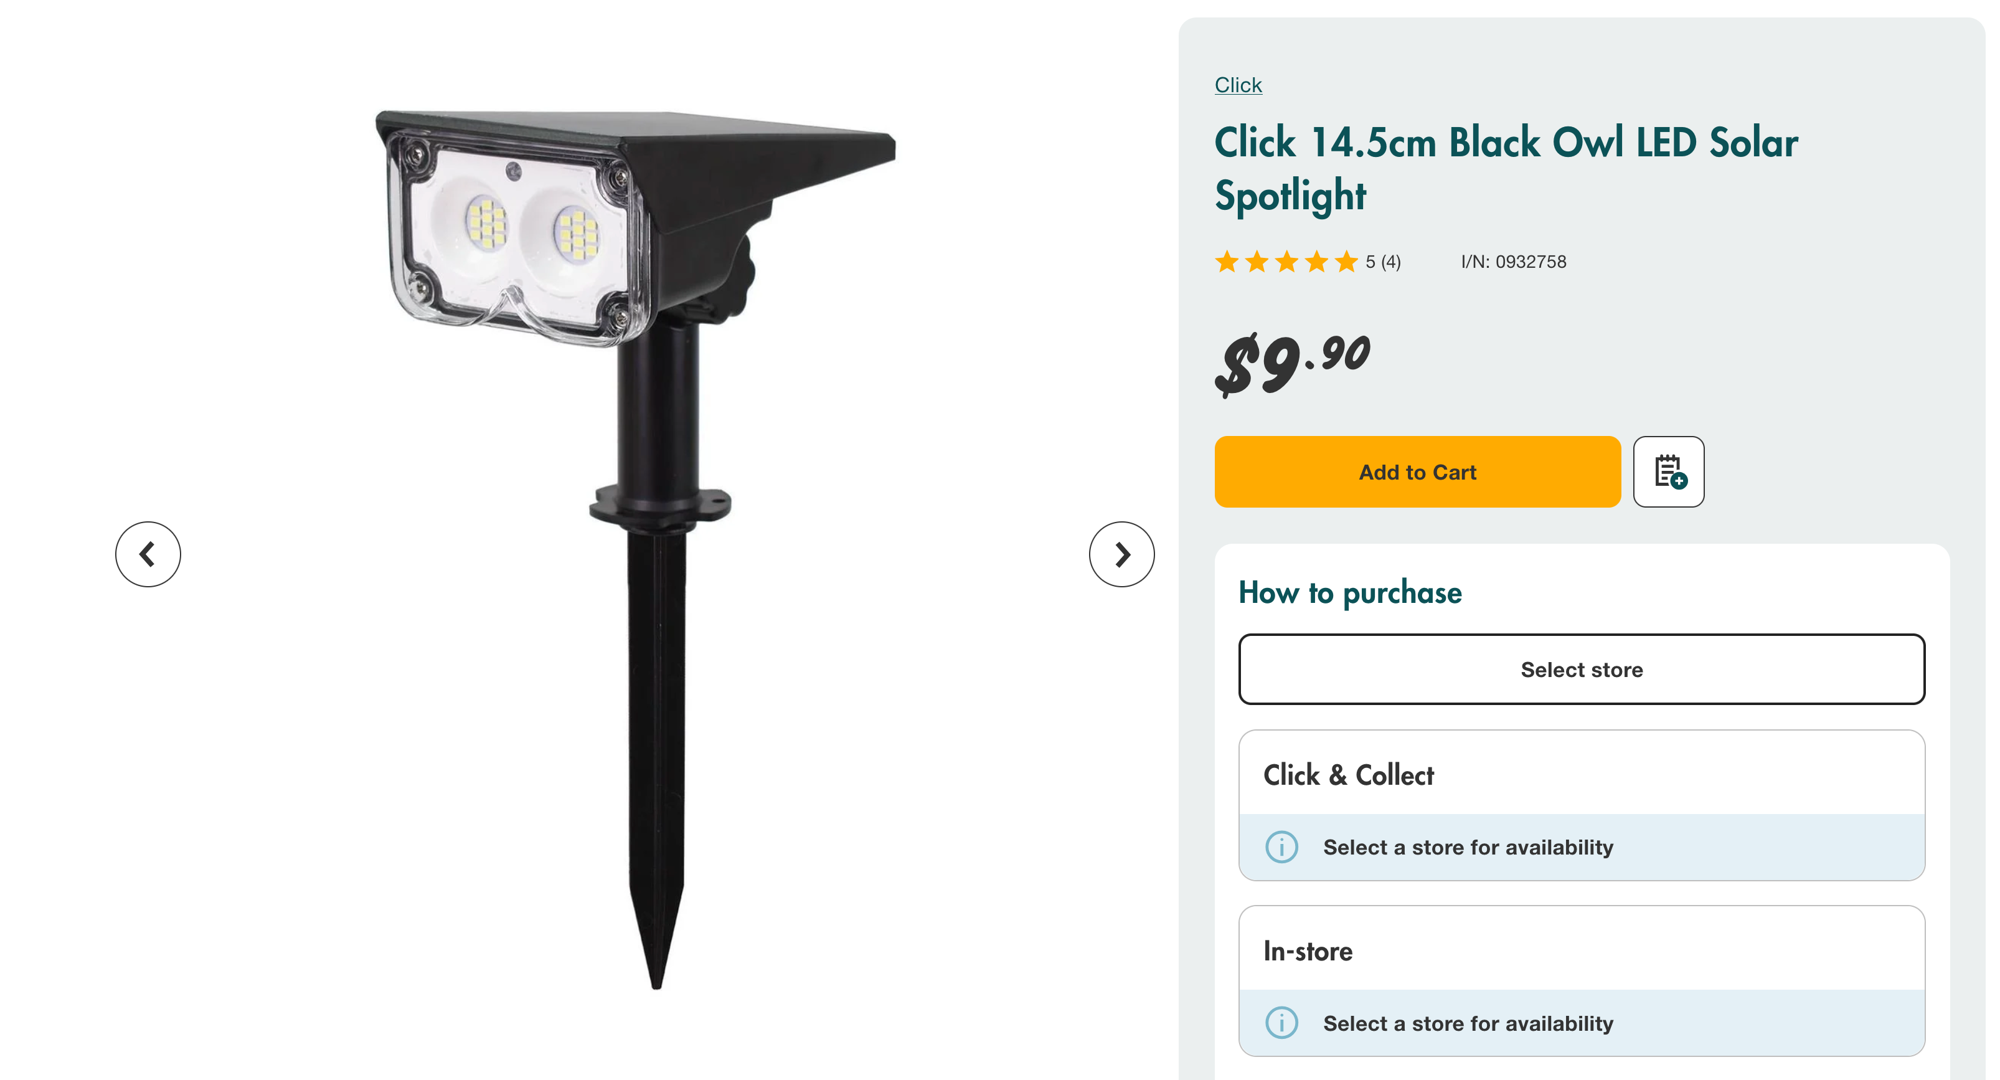 Click
Click 14.5cm Black Owl LED Solar
Spotlight
5 (4) I/N: 0932758
$9.90
Add to Cart
How to purchase
Select store
Click & Collect
Select a store for availability
In-store
Select a store for availability